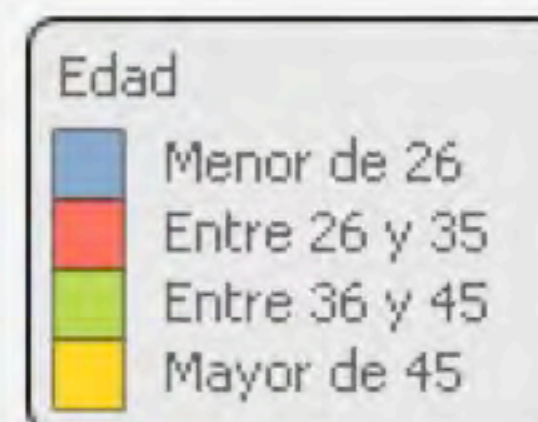 Edad
Menor de 26
Entre 26 y 35
Entre 36 y 45
Mayor de 45